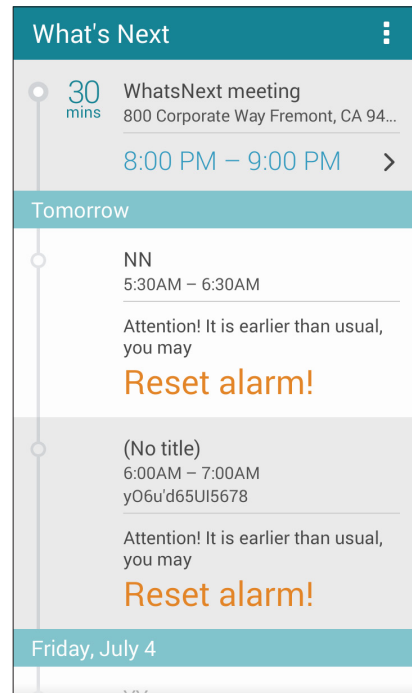 What's Next
30
mins
WhatsNext meeting
800 Corporate Way Fremont, CA 94...
8:00 PM – 9:00 PM
Tomorrow
NN
5:30AM – 6:30AM
Attention! It is earlier than usual,
you may
Reset alarm!
(No title)
6:00AM – 7:00AM
yO6u'd65UI5678
Attention! It is earlier than usual,
you may
Reset alarm!
Friday, July 4